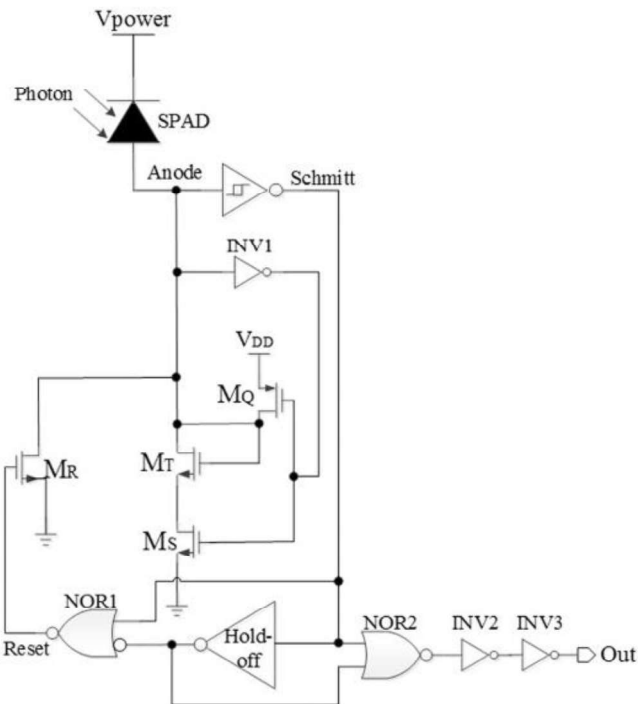 Vpower
Photon
SPAD
Anode
Schmitt
INV1
VDD
MQ
MT
MR
MS
NOR1
Hold-
off
NOR2
INV2
INV3
Reset
Out